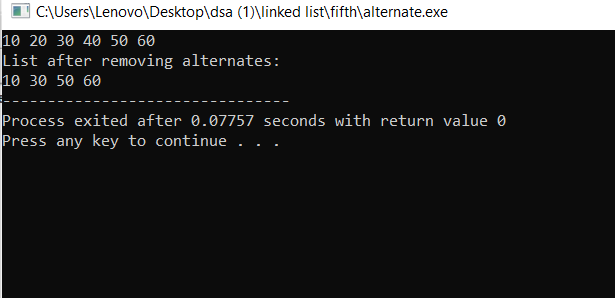 C:\Users\Lenovo\Desktop\dsa (1)\linked list\fifth\alternate.exe
10 20 30 40 50 60
List after removing alternates:
10 30 50 60
--------------------------------
Process exited after 0.07757 seconds with return value 0
Press any key to continue . . .